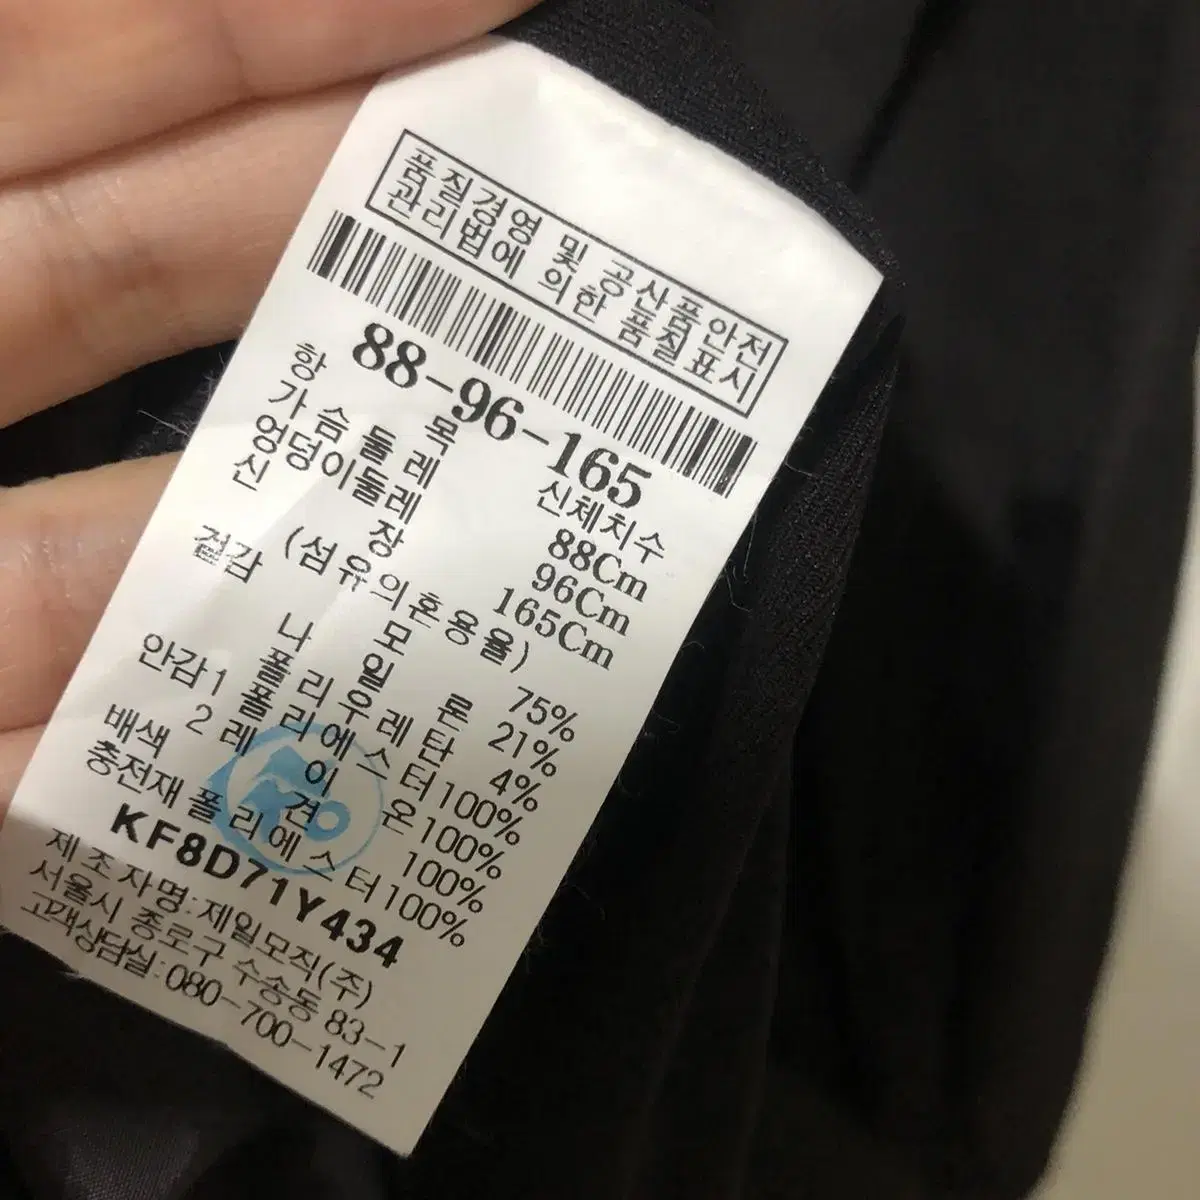 품질경영 및 공산품안전
관리법에 의한 품질표시
88-96-165
항 목 신체치수
가슴둘레 88Cm
엉덩이둘레 96Cm
신 장 165Cm
(섬유의혼용율)
겉감 모 75%
나일론 21%
폴리우레탄 4%
안감1 폴리에스터100%
2 레이온100%
배색 견 100%
충전재 폴리에스터100%
KF8D71Y434
제조자명:제일모직(주)
서울시 종로구 수송동 83-1
고객상담실:080-700-1472